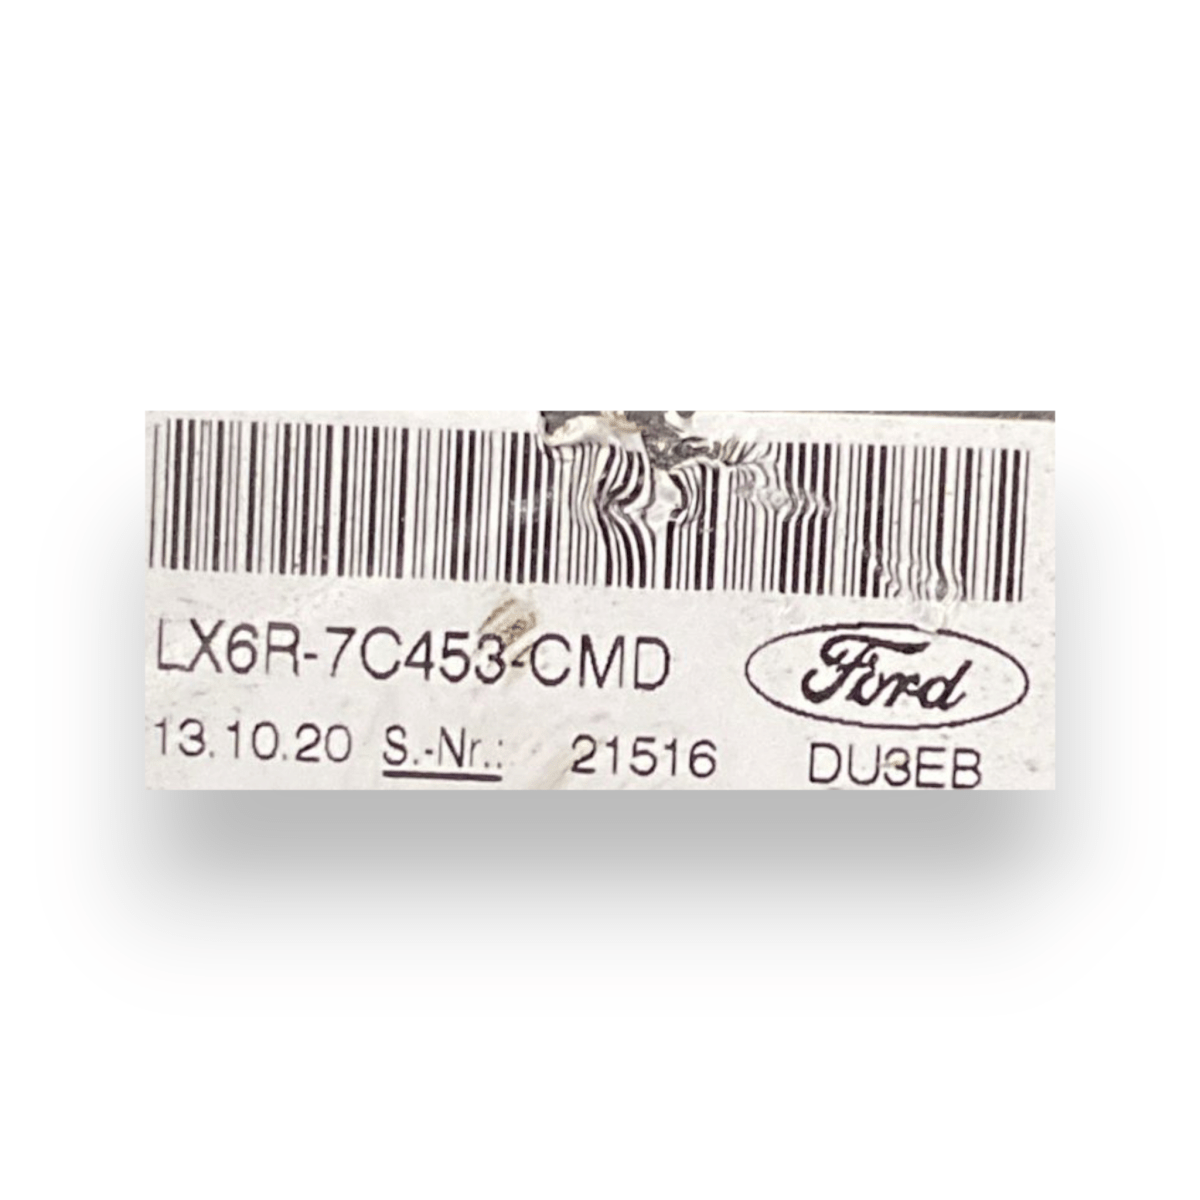 LX6R-7C453-CMD
Ford
13.10.20 S.-Nr.: 21516 DU3EB